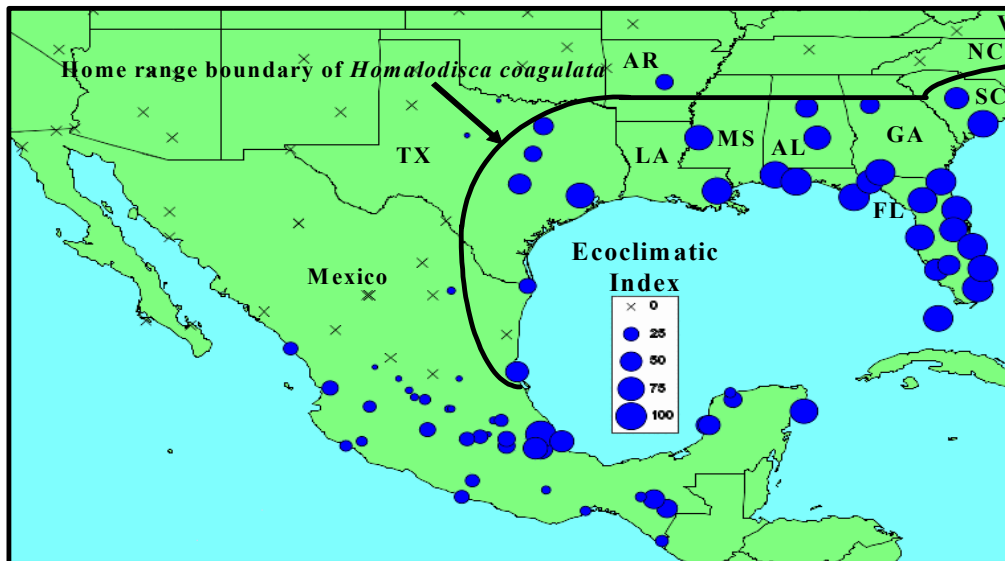 V
NC
AR
Home range boundary of Homalodisca coagulata
SC
TX
LA
MS
AL
GA
FL
Ecoclimatic
Index
Mexico
0
25
50
75
100